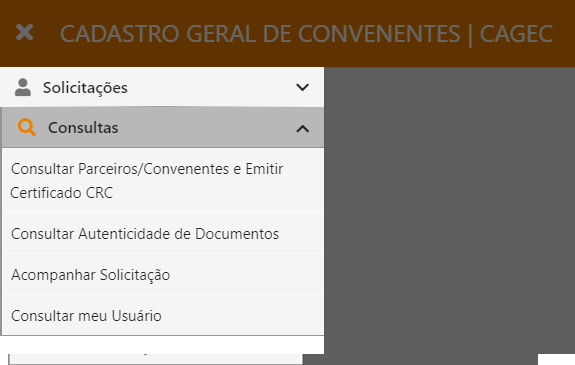 CADASTRO GERAL DE CONVENENTES | CAGEC
Solicitações
Consultas
Consultar Parceiros/Convenentes e Emitir
Certificado CRC
Consultar Autenticidade de Documentos
Acompanhar Solicitação
Consultar meu Usuário